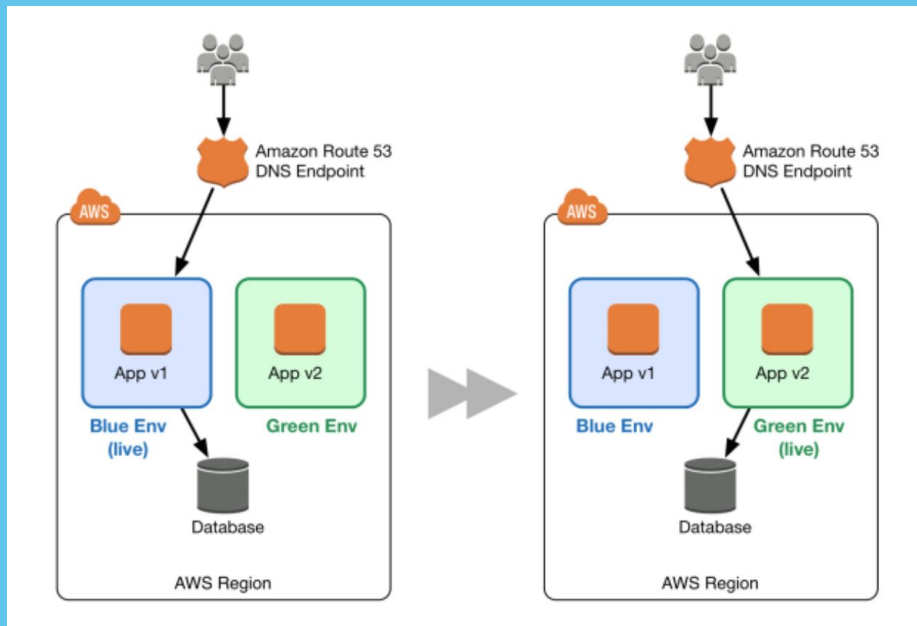 Amazon Route 53
DNS Endpoint
AWS
App v1
App v2
Blue Env
(live)
Green Env
Database
AWS Region
Amazon Route 53
DNS Endpoint
AWS
App v1
App v2
Blue Env
Green Env
(live)
Database
AWS Region